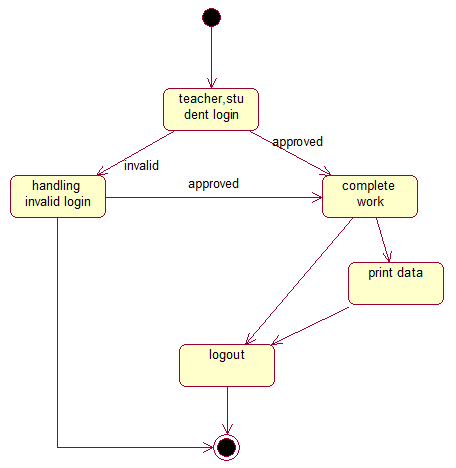 teacher,stu
dent login
approved
invalid
handling
invalid login
approved
complete
work
print data
logout